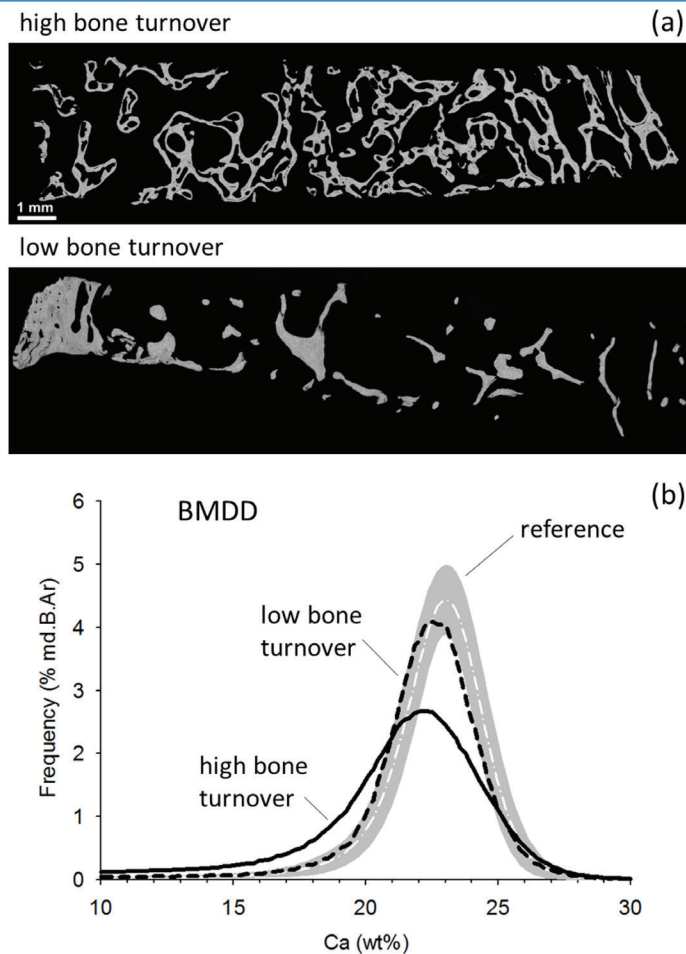 high bone turnover
(a)
1 mm
low bone turnover
(b)
BMDD
6
5
4
3
2
1
0
Frequency (% md.B.Ar)
reference
low bone
turnover
high bone
turnover
10
15
20
25
30
Ca (wt%)